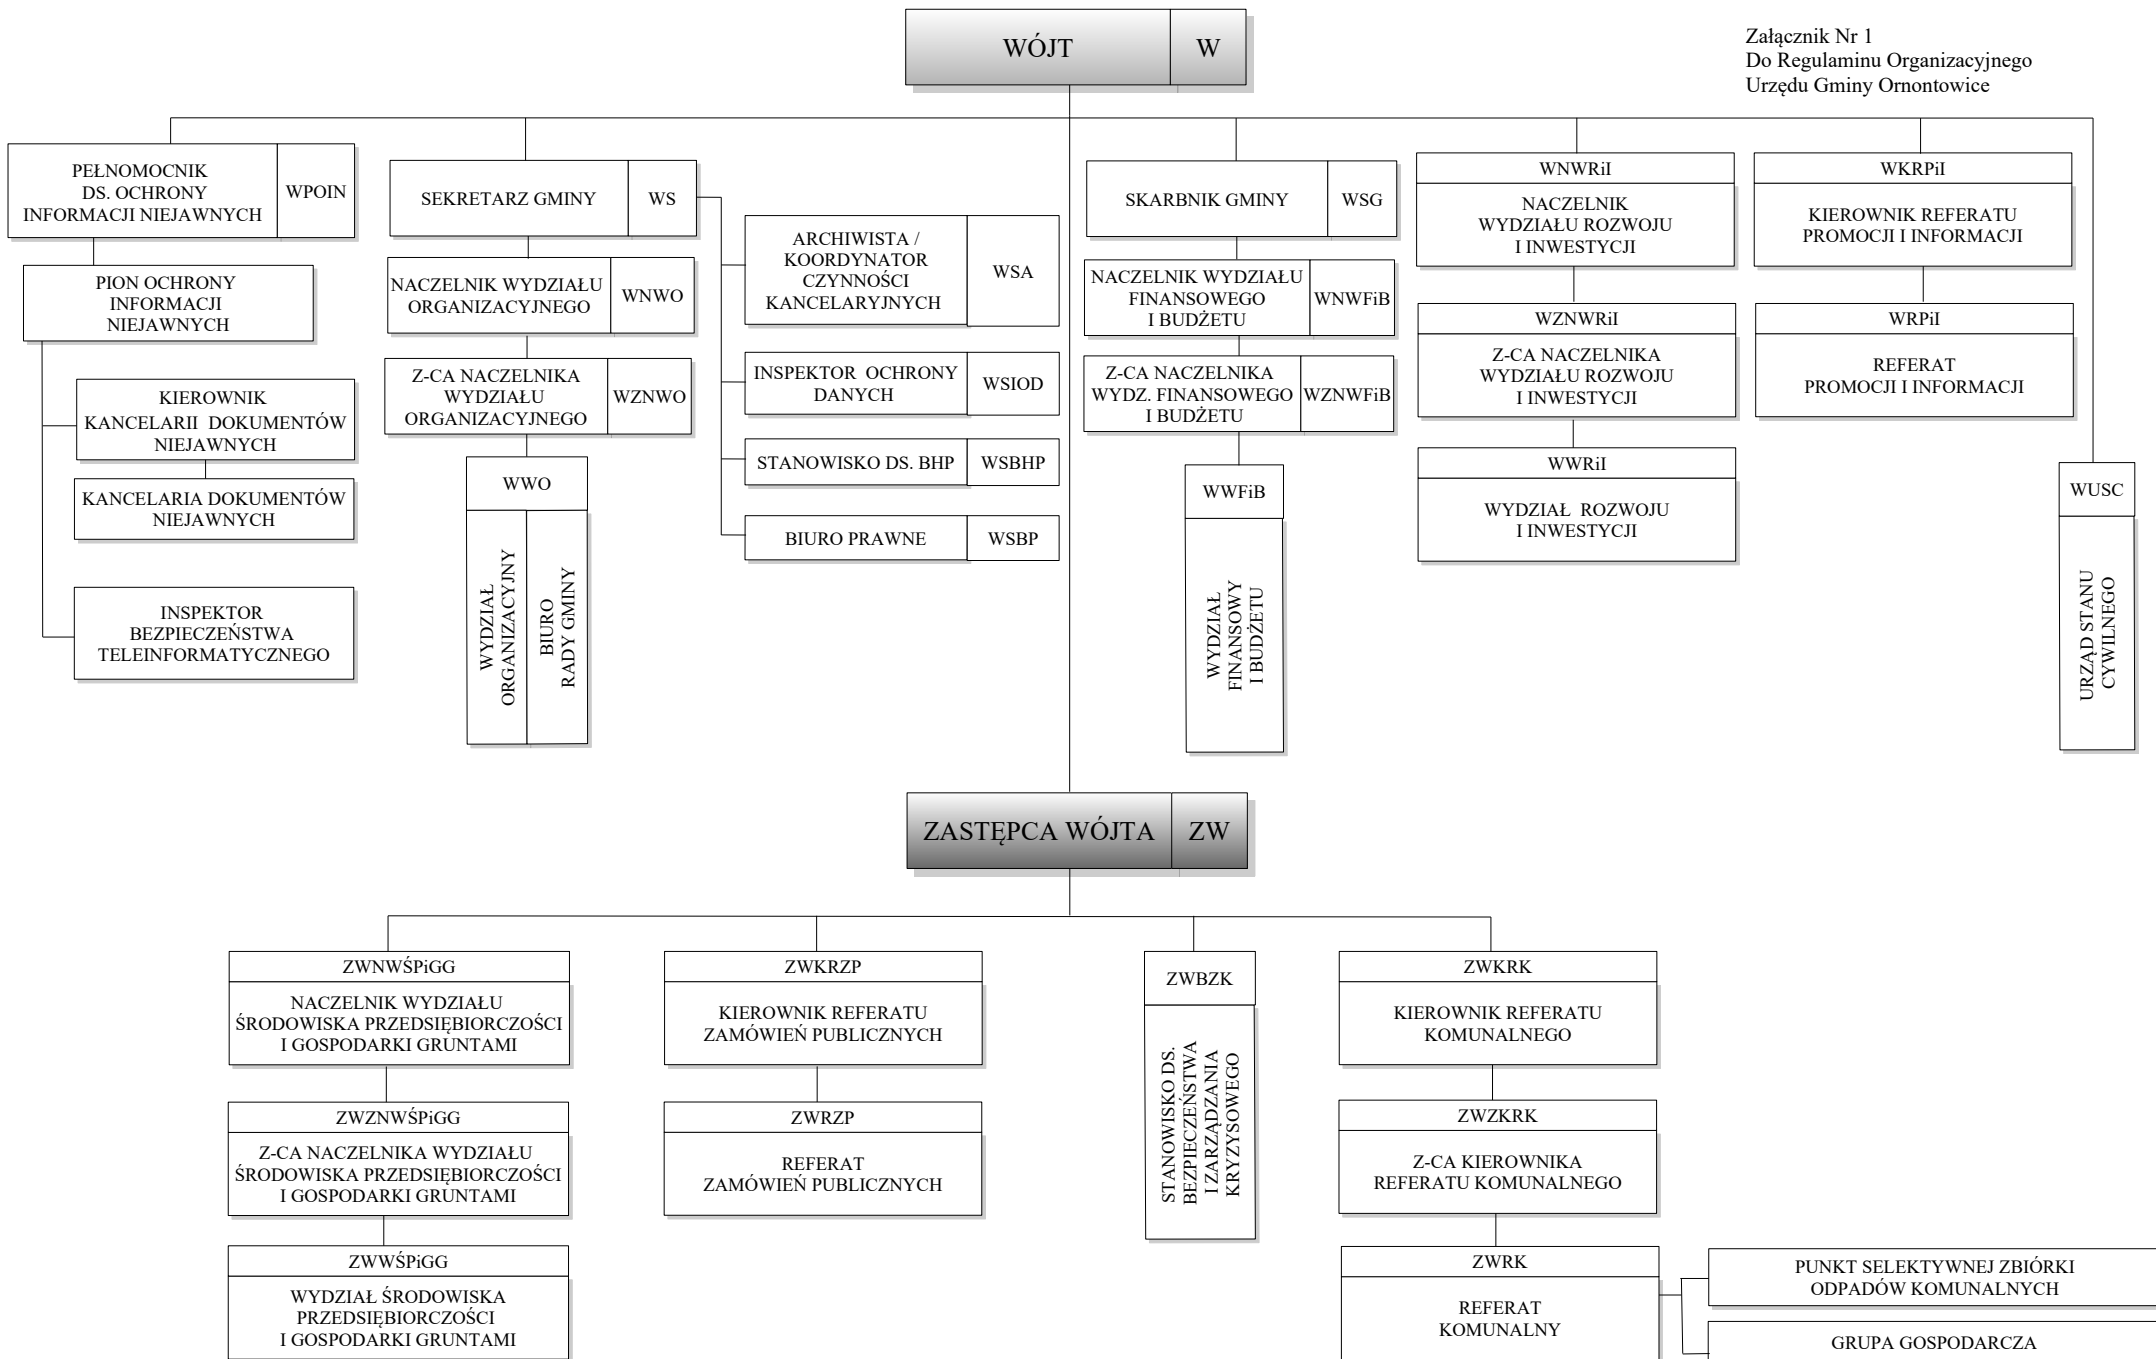 WÓJT
W
Załącznik Nr 1
Do Regulaminu Organizacyjnego
Urzędu Gminy Ornontowice
PEŁNOMOCNIK
DS. OCHRONY
INFORMACJI NIEJAWNYCH
WPOIN
PION OCHRONY
INFORMACJI
NIEJAWNYCH
KIEROWNIK
KANCELARII DOKUMENTÓW
NIEJAWNYCH
KANCELARIA DOKUMENTÓW
NIEJAWNYCH
INSPEKTOR
BEZPIECZEŃSTWA
TELEINFORMATYCZNEGO
SEKRETARZ GMINY
WS
NACZELNIK WYDZIAŁU
ORGANIZACYJNEGO
WNWO
Z-CA NACZELNIKA
WYDZIAŁU
ORGANIZACYJNEGO
WZNWO
WWO
WYDZIAŁ
ORGANIZACYJNY
BIURO
RADY GMINY
ARCHIWISTA /
KOORDYNATOR
CZYNNOŚCI
KANCELARYJNYCH
WSA
INSPEKTOR OCHRONY
DANYCH
WSIOD
STANOWISKO DS. BHP
WSBHP
BIURO PRAWNE
WSBP
SKARBNIK GMINY
WSG
NACZELNIK WYDZIAŁU
FINANSOWEGO
I BUDŻETU
WNWFiB
Z-CA NACZELNIKA
WYDZ. FINANSOWEGO
I BUDŻETU
WZNWFiB
WWFiB
WYDZIAŁ
FINANSOWY
I BUDŻETU
WNWRiI
NACZELNIK
WYDZIAŁU ROZWOJU
I INWESTYCJI
WZNWRiI
Z-CA NACZELNIKA
WYDZIAŁU ROZWOJU
I INWESTYCJI
WWRiI
WYDZIAŁ ROZWOJU
I INWESTYCJI
WKRPiI
KIEROWNIK REFERATU
PROMOCJI I INFORMACJI
WRPiI
REFERAT
PROMOCJI I INFORMACJI
WUSC
URZĄD STANU
CYWILNEGO
ZASTĘPCA WÓJTA
ZW
ZWNWŚPiGG
NACZELNIK WYDZIAŁU
ŚRODOWISKA PRZEDSIĘBIORCZOŚCI
I GOSPODARKI GRUNTAMI
ZWZNWŚPiGG
Z-CA NACZELNIKA WYDZIAŁU
ŚRODOWISKA PRZEDSIĘBIORCZOŚCI
I GOSPODARKI GRUNTAMI
ZWWŚPiGG
WYDZIAŁ ŚRODOWISKA
PRZEDSIĘBIORCZOŚCI
I GOSPODARKI GRUNTAMI
ZWKRZP
KIEROWNIK REFERATU
ZAMÓWIEŃ PUBLICZNYCH
ZWRZP
REFERAT
ZAMÓWIEŃ PUBLICZNYCH
ZWBZK
STANOWISKO DS.
BEZPIECZEŃSTWA
I ZARZĄDZANIA
KRYZYSOWEGO
ZWKRK
KIEROWNIK REFERATU
KOMUNALNEGO
ZWZKRK
Z-CA KIEROWNIKA
REFERATU KOMUNALNEGO
ZWRK
REFERAT
KOMUNALNY
PUNKT SELEKTYWNEJ ZBIÓRKI
ODPADÓW KOMUNALNYCH
GRUPA GOSPODARCZA